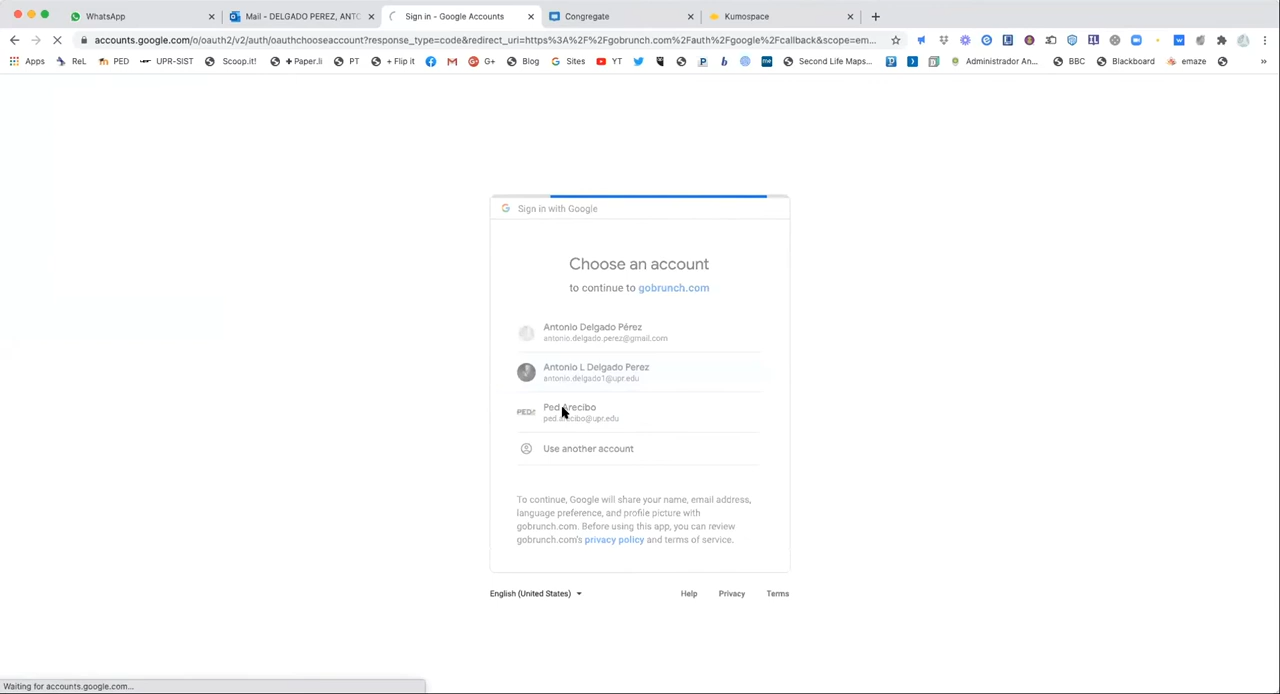 WhatsApp
Mail - DELGADO PEREZ, ANTC
Sign in - Google Accounts
Congregate
Kumospace
accounts.google.com/o/oauth2/v2/auth/oauthchooseaccount?response_type=code&redirect_uri=https%3A%2F%2Fgobrunch.com%2Fauth%2Fgoogle%2Fcallback&scope=em...
Apps ReL PED UPR-SIST Scoop.it! + Paper.li PT + Flip it G+ Blog Sites YT Second Life Maps... Administrador An... BBC Blackboard emaze »
Sign in with Google
Choose an account
to continue to gobrunch.com
Antonio Delgado Pérez
antonio.delgado.perez@gmail.com
Antonio L Delgado Perez
antonio.delgado1@upr.edu
Ped Arecibo
ped.arecibo@upr.edu
Use another account
To continue, Google will share your name, email address,
language preference, and profile picture with
gobrunch.com. Before using this app, you can review
gobrunch.com's privacy policy and terms of service.
English (United States)
Help Privacy Terms
Waiting for accounts.google.com...